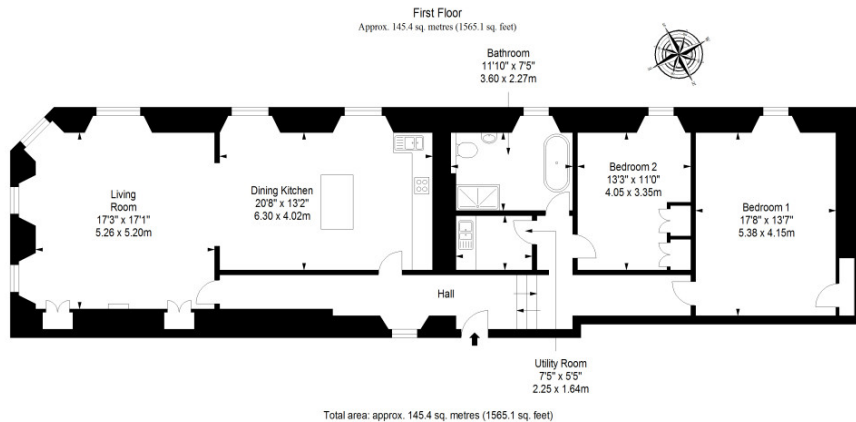 First Floor
Approx. 145.4 sq. metres (1565.1 sq. feet)
Bathroom
11'10" x 7'5"
3.60 x 2.27m
Living
Room
17'3" x 17'1"
5.26 x 5.20m
Dining Kitchen
20'8" x 13'2"
6.30 x 4.02m
Bedroom 2
13'3" x 11'0"
4.05 x 3.35m
Bedroom 1
17'8" x 13'7"
5.38 x 4.15m
Hall
Utility Room
7'5" x 5'5"
2.25 x 1.64m
Total area: approx. 145.4 sq. metres (1565.1 sq. feet)